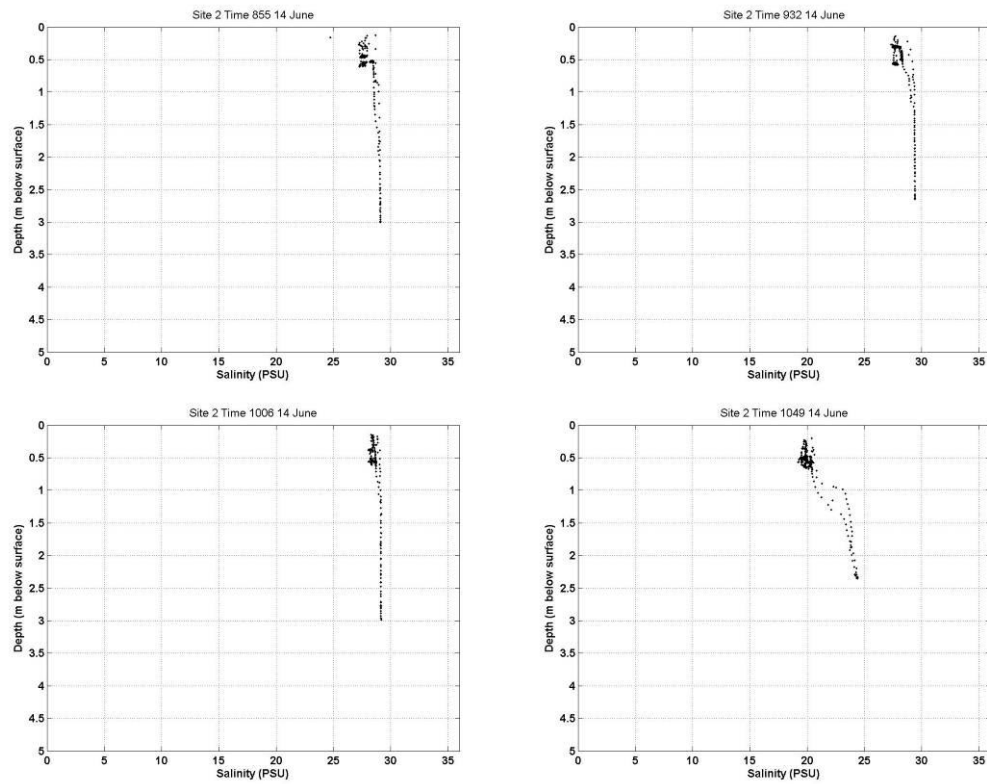 Site 2 Time 855 14 June
0
0.5
1
1.5
2
2.5
3
3.5
4
4.5
5
Depth (m below surface)
0 5 10 15 20 25 30 35
Salinity (PSU)
Site 2 Time 932 14 June
0
0.5
1
1.5
2
2.5
3
3.5
4
4.5
5
Depth (m below surface)
0 5 10 15 20 25 30 35
Salinity (PSU)
Site 2 Time 1006 14 June
0
0.5
1
1.5
2
2.5
3
3.5
4
4.5
5
Depth (m below surface)
0 5 10 15 20 25 30 35
Salinity (PSU)
Site 2 Time 1049 14 June
0
0.5
1
1.5
2
2.5
3
3.5
4
4.5
5
Depth (m below surface)
0 5 10 15 20 25 30 35
Salinity (PSU)